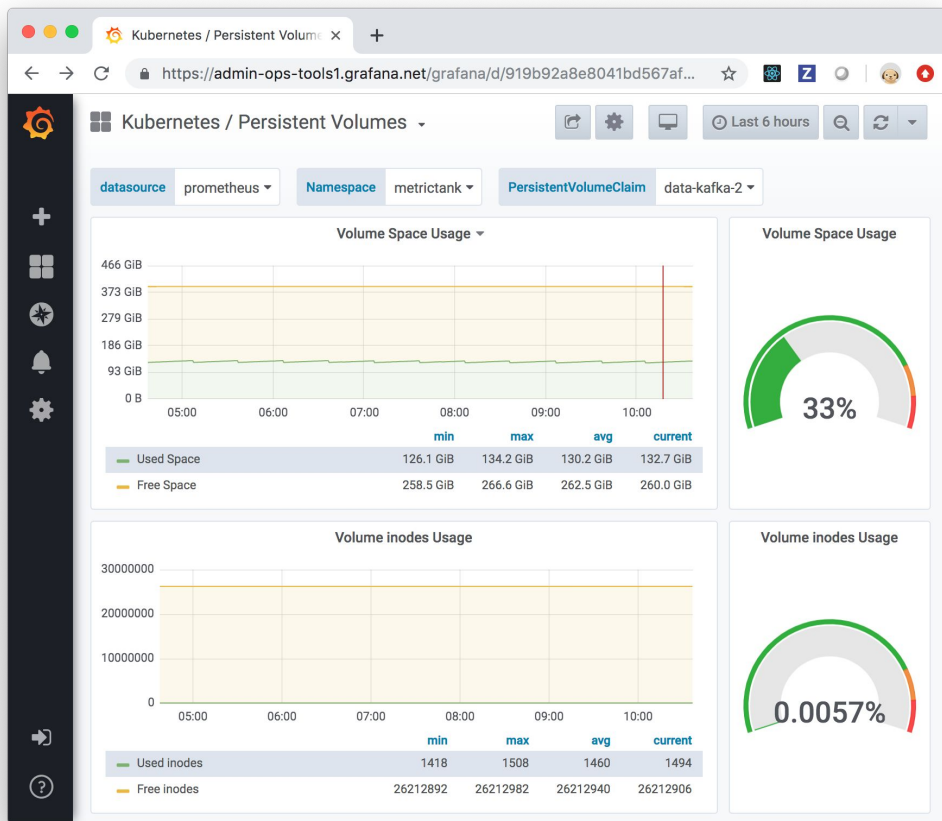 Kubernetes / Persistent Volume
https://admin-ops-tools1.grafana.net/grafana/d/919b92a8e8041bd567af...
Z
Kubernetes / Persistent Volumes
Last 6 hours
datasource prometheus Namespace metrictank PersistentVolumeClaim data-kafka-2
Volume Space Usage
466 GiB
373 GiB
279 GiB
186 GiB
93 GiB
0 B
05:00 06:00 07:00 08:00 09:00 10:00
min max avg current
Used Space 126.1 GiB 134.2 GiB 130.2 GiB 132.7 GiB
Free Space 258.5 GiB 266.6 GiB 262.5 GiB 260.0 GiB
Volume Space Usage
33%
Volume inodes Usage
30000000
20000000
10000000
0
05:00 06:00 07:00 08:00 09:00 10:00
min max avg current
Used inodes 1418 1508 1460 1494
Free inodes 26212892 26212982 26212940 26212906
Volume inodes Usage
0.0057%